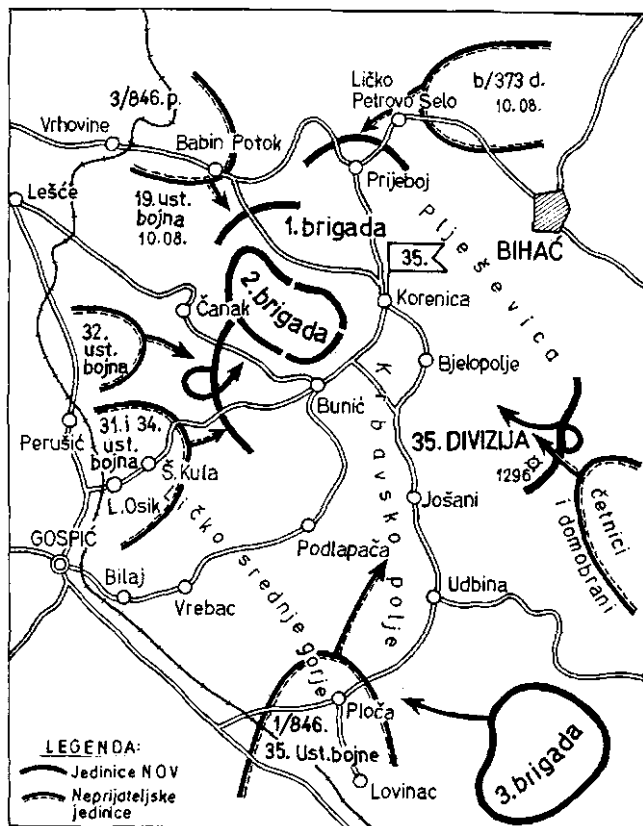 3/846. p.
Vrhovine
Babin Potok
Ličko
Petrovo Selo
b/373 d.
10.08.
Lešće
19. ust.
bojna
10.08.
Prijeboj
1. brigada
BIHAĆ
Plješevica
35.
2. brigada
Čanak
Korenica
32.
ust.
bojna
Bjelopolje
Bunić
Krbavsko polje
Perušić
31. i 34.
ust.
bojna
Š. Kula
L. Osik
35. DIVIZIJA
1296
četnici
i domobrani
Jošani
GOSPIĆ
Ličko srednje gorje
Podlapača
Bilaj
Vrebac
Udbina
1/846.
35. Ust. bojne
Ploča
Lovinac
3. brigada
LEGENDA:
Jedinice NOV
Neprijateljske
jedinice